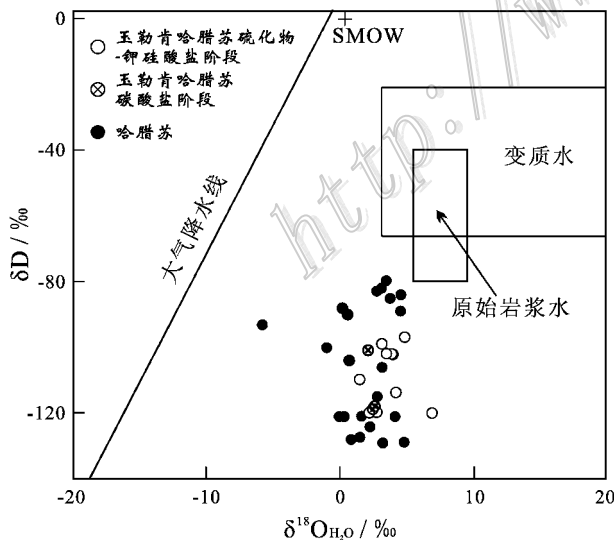 http://w
0
SMOW
玉勒肯哈腊苏硫化物
-钾硅酸盐阶段
玉勒肯哈腊苏
碳酸盐阶段
哈腊苏
大气降水线
变质水
原始岩浆水
-40
-80
-120
δD / ‰
-20
-10
0
10
20
δ¹⁸O_{H₂O} / ‰